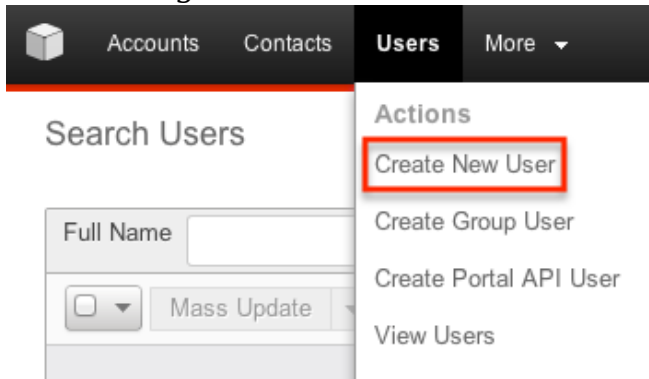 Accounts Contacts Users More
Search Users
Actions
Create New User
Full Name
Create Group User
Create Portal API User
Mass Update
View Users